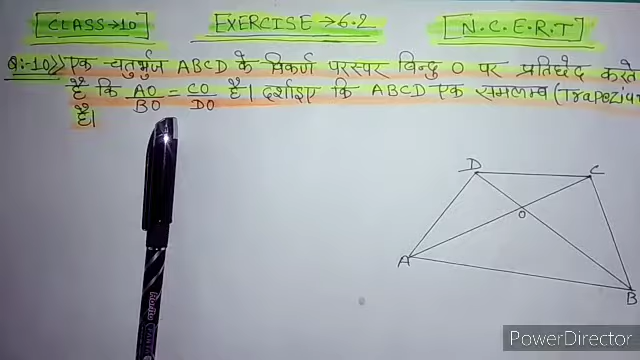 CLASS→10 EXERCISE →6.2 N.C.E.R.T
Q:-10>> एक चतुर्भुज ABCD के विकर्ण परस्पर बिन्दु O पर प्रतिछेद करते
है कि AO/BO = CO/DO है। दर्शाइए कि ABCD एक समलम्ब (Trapezium
है।
D C
O
A
B
PowerDirector